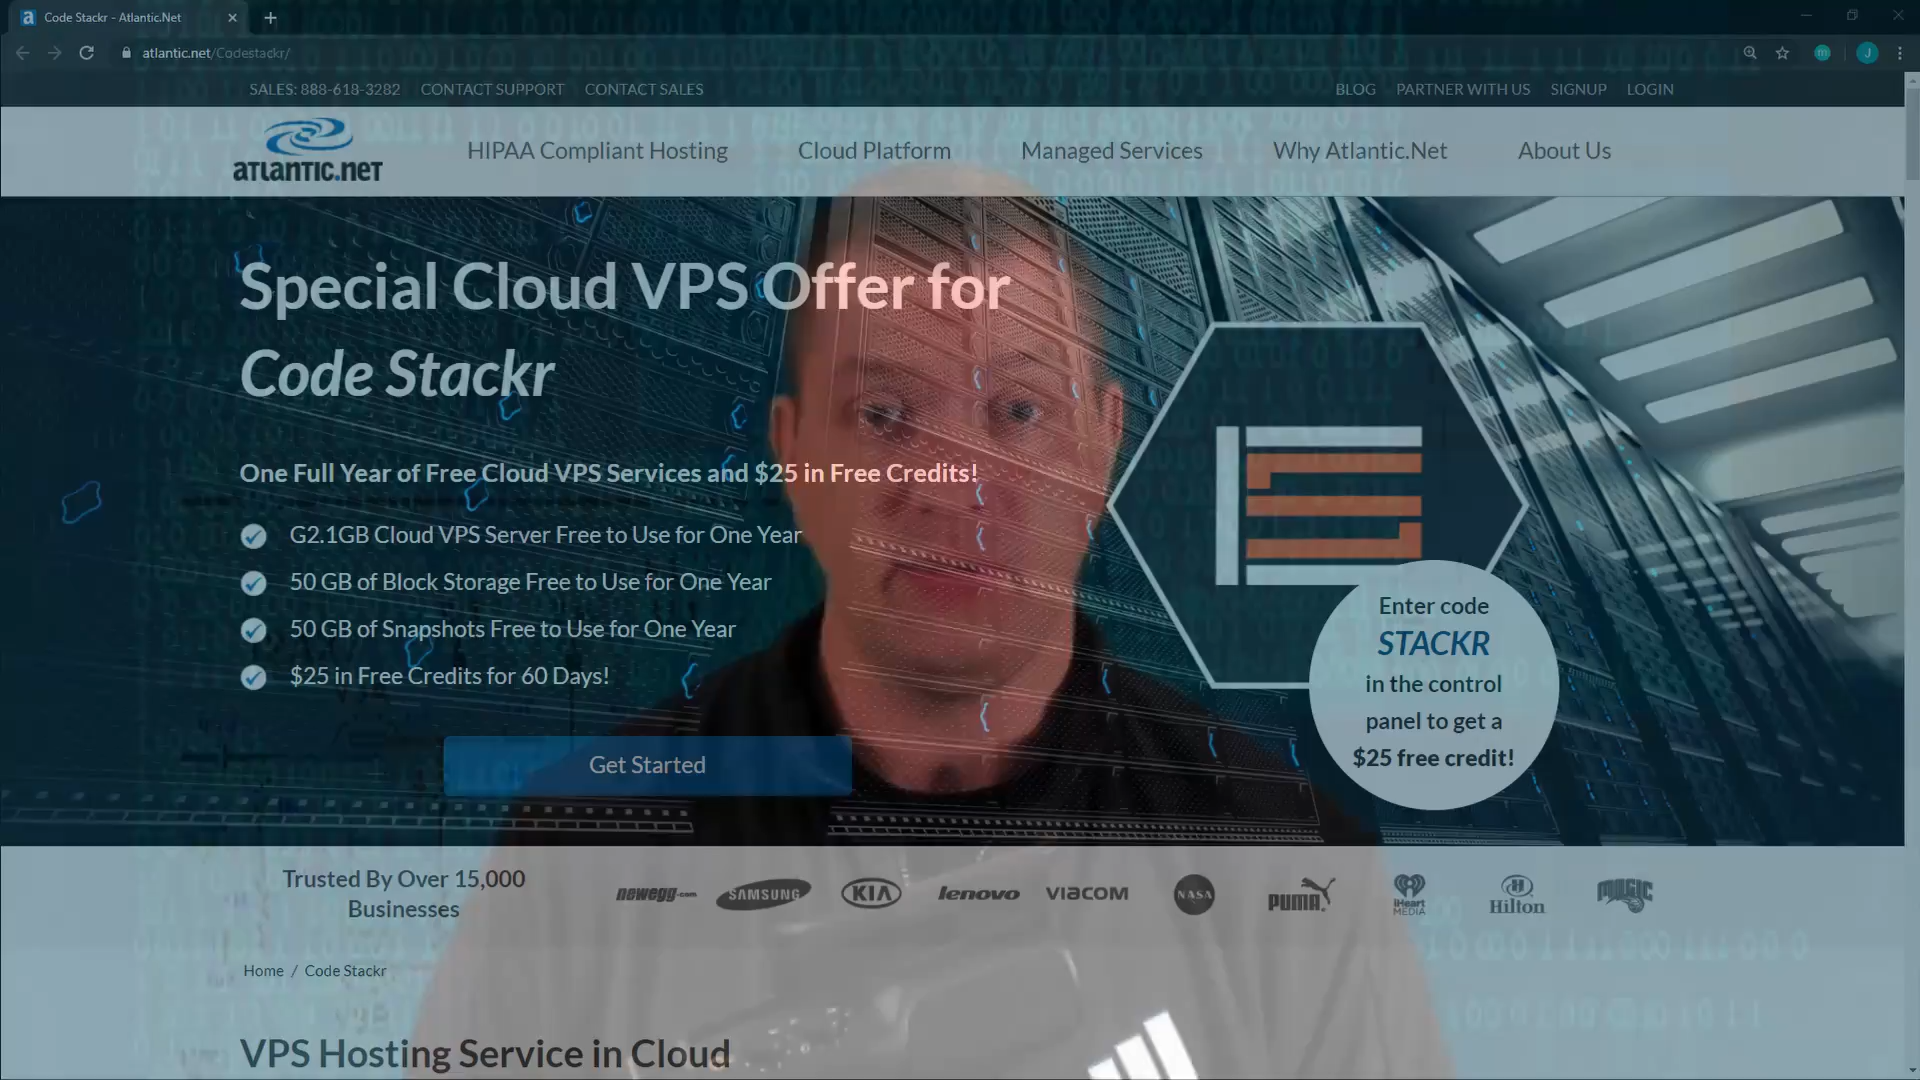 Code Stackr - Atlantic.Net
atlantic.net/Codestackr/
J
SALES: 888-618-3282 CONTACT SUPPORT CONTACT SALES
BLOG PARTNER WITH US SIGNUP LOGIN
ATLANTIC.NET
HIPAA Compliant Hosting Cloud Platform Managed Services Why Atlantic.Net About Us
Special Cloud VPS Offer for
Code Stackr
One Full Year of Free Cloud VPS Services and $25 in Free Credits!
G2.1GB Cloud VPS Server Free to Use for One Year
50 GB of Block Storage Free to Use for One Year
50 GB of Snapshots Free to Use for One Year
$25 in Free Credits for 60 Days!
Get Started
Enter code
STACKR
in the control
panel to get a
$25 free credit!
Trusted By Over 15,000
Businesses
newegg.com SAMSUNG KIA lenovo VIACOM NASA PUMA iHeart MEDIA Hilton MAGIC
Home / Code Stackr
VPS Hosting Service in Cloud